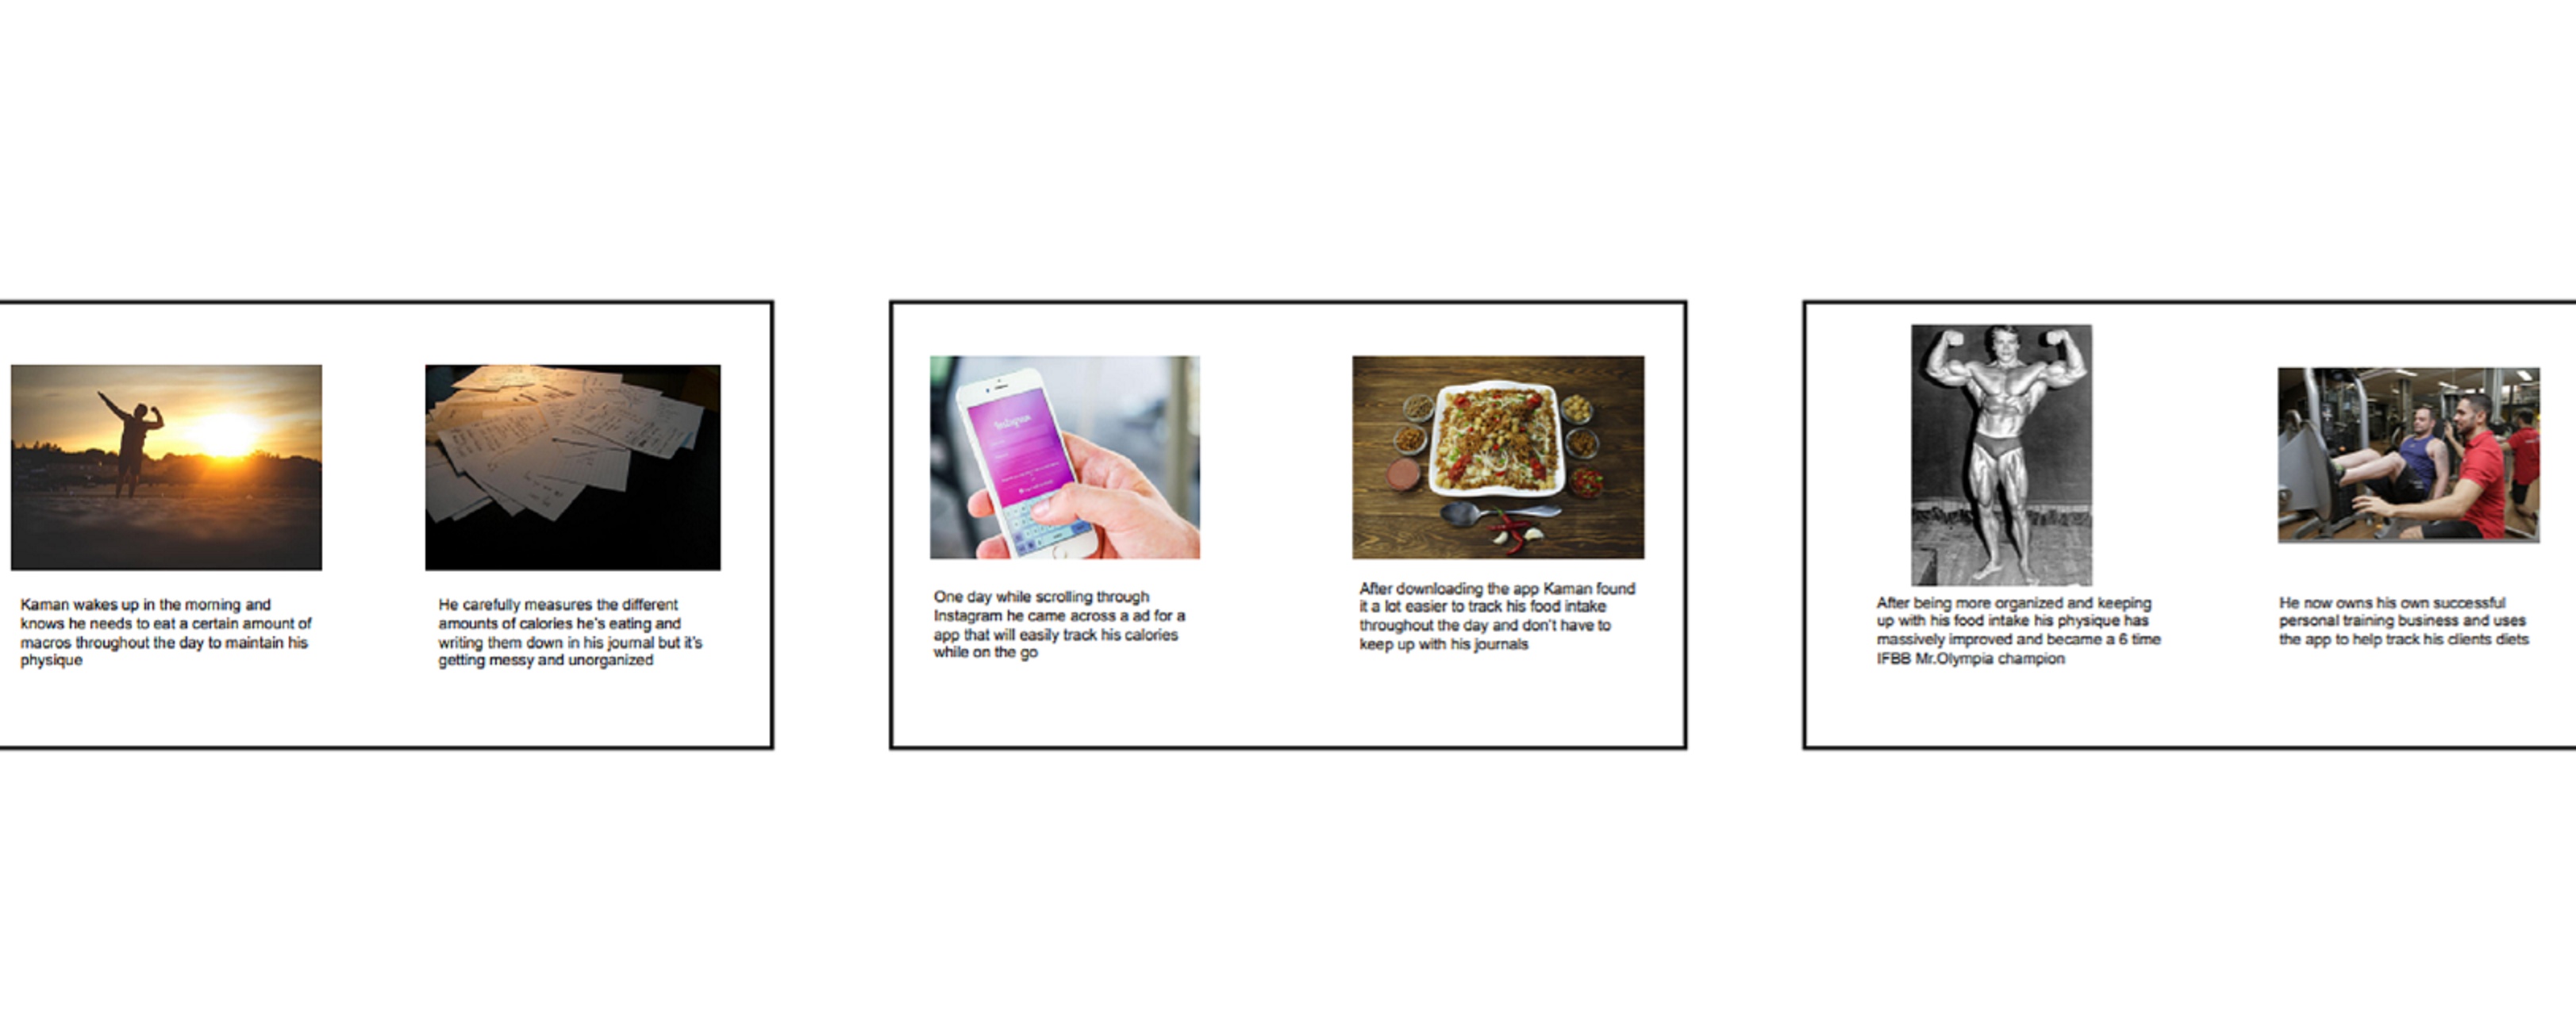 Kaman wakes up in the morning and
knows he needs to eat a certain amount of
macros throughout the day to maintain his
physique
He carefully measures the different
amounts of calories he's eating and
writing them down in his journal but it's
getting messy and unorganized
Instagram
One day while scrolling through
Instagram he came across a ad for a
app that will easily track his calories
while on the go
After downloading the app Kaman found
it a lot easier to track his food intake
throughout the day and don't have to
keep up with his journals
After being more organized and keeping
up with his food intake his physique has
massively improved and became a 6 time
IFBB Mr.Olympia champion
He now owns his own successful
personal training business and uses
the app to help track his clients diets